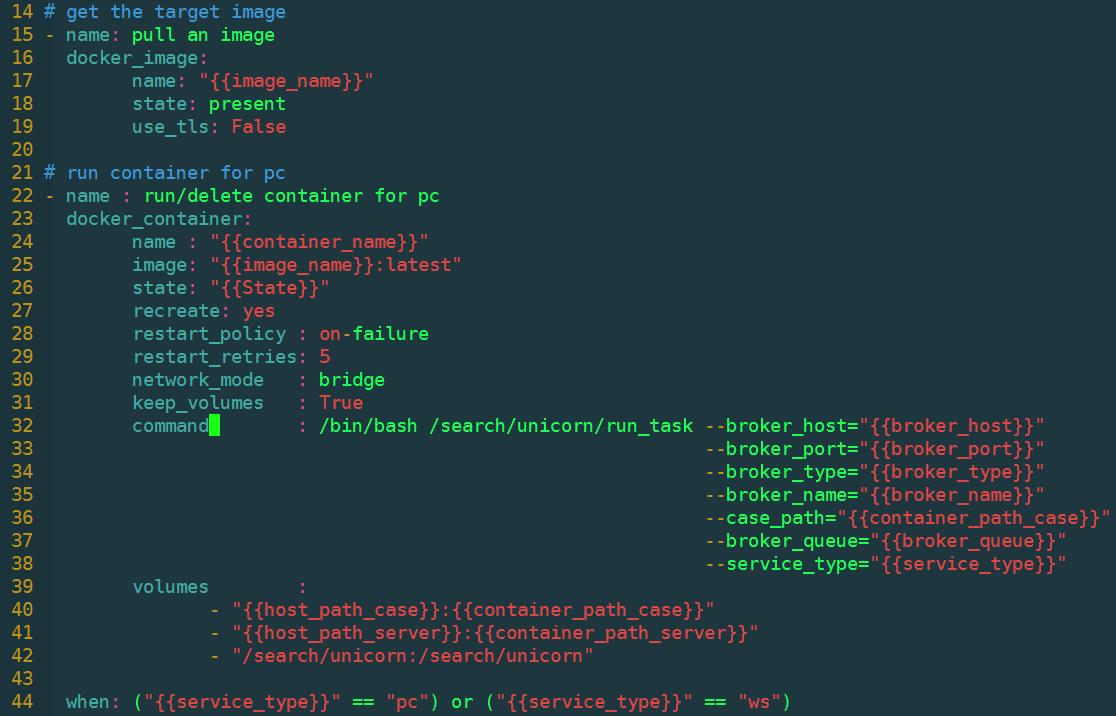 14 # get the target image
15 - name: pull an image
16   docker_image:
17         name: "{{image_name}}"
18         state: present
19         use_tls: False
20
21 # run container for pc
22 - name : run/delete container for pc
23   docker_container:
24         name : "{{container_name}}"
25         image: "{{image_name}}:latest"
26         state: "{{State}}"
27         recreate: yes
28         restart_policy : on-failure
29         restart_retries: 5
30         network_mode   : bridge
31         keep_volumes   : True
32         command        : /bin/bash /search/unicorn/run_task --broker_host="{{broker_host}}"
33                                                             --broker_port="{{broker_port}}"
34                                                             --broker_type="{{broker_type}}"
35                                                             --broker_name="{{broker_name}}"
36                                                             --case_path="{{container_path_case}}"
37                                                             --broker_queue="{{broker_queue}}"
38                                                             --service_type="{{service_type}}"
39         volumes        :
40                - "{{host_path_case}}:{{container_path_case}}"
41                - "{{host_path_server}}:{{container_path_server}}"
42                - "/search/unicorn:/search/unicorn"
43
44   when: ("{{service_type}}" == "pc") or ("{{service_type}}" == "ws")